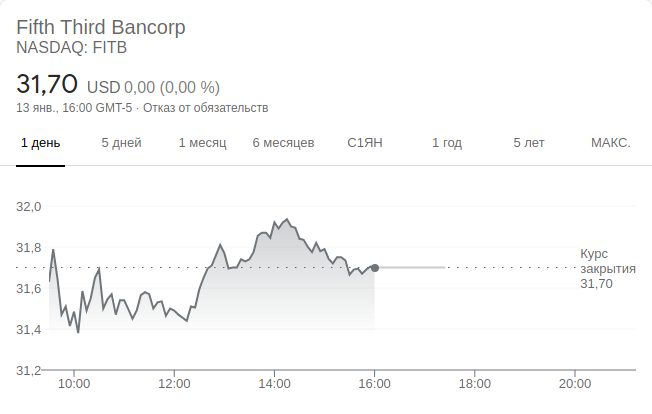 Fifth Third Bancorp
NASDAQ: FITB
31,70 USD 0,00 (0,00 %)
13 янв., 16:00 GMT-5 · Отказ от обязательств
1 день 5 дней 1 месяц 6 месяцев С1ЯН 1 год 5 лет МАКС.
32,0
31,8
31,6
31,4
31,2
Курс
закрытия
31,70
10:00 12:00 14:00 16:00 18:00 20:00